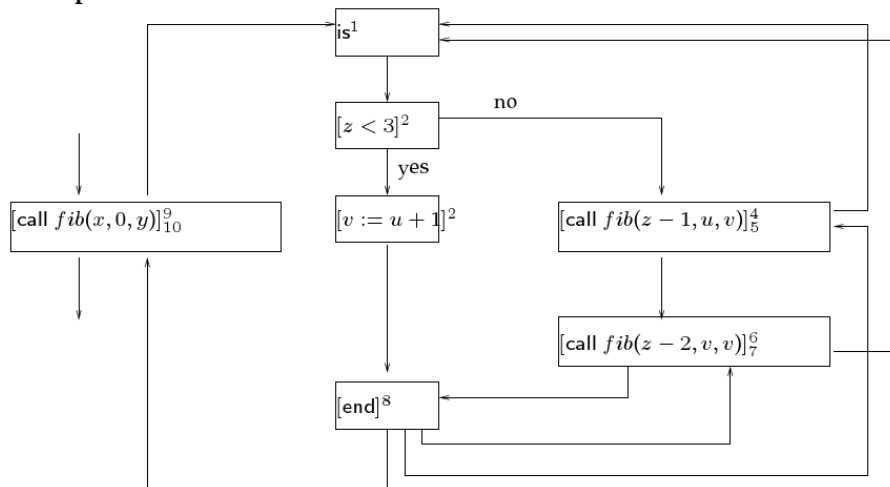 is¹
no
[z < 3]²
yes
[call fib(x, 0, y)]⁹₁₀
[v := u + 1]²
[call fib(z − 1, u, v)]⁴₅
[call fib(z − 2, v, v)]⁶₇
[end]⁸